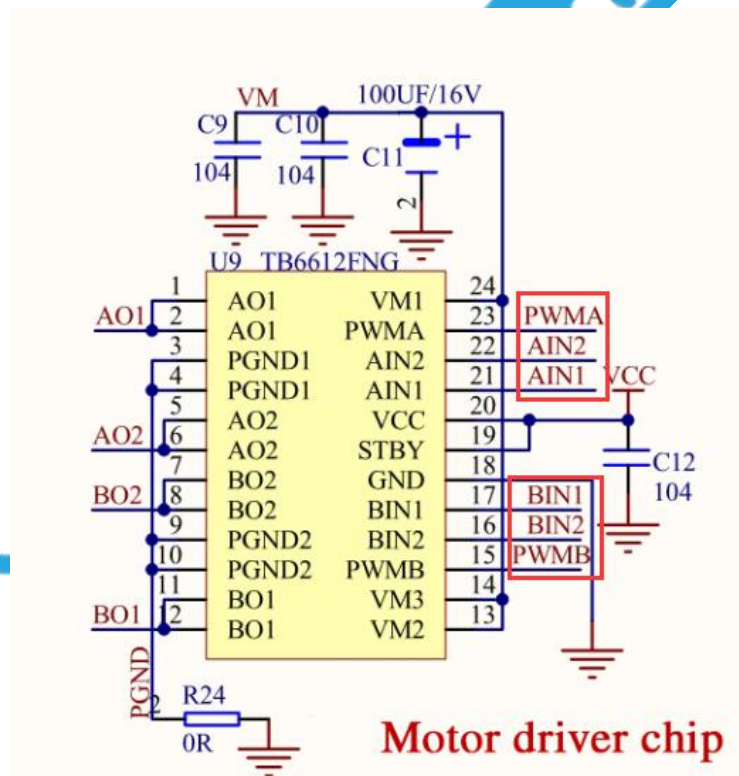 VM 100UF/16V
C9 C10
C11
104 104
2
U9 TB6612FNG
1 AO1 VM1 24
AO1 2 AO1 PWMA 23 PWMA
3 PGND1 AIN2 22 AIN2
4 PGND1 AIN1 21 AIN1 VCC
5 AO2 VCC 20
AO2 6 AO2 STBY 19
7 BO2 GND 18 C12
BO2 8 BO2 BIN1 17 BIN1 104
9 PGND2 BIN2 16 BIN2
10 PGND2 PWMB 15 PWMB
11 BO1 VM3 14
BO1 12 BO1 VM2 13
PGND
2 R24
0R
Motor driver chip